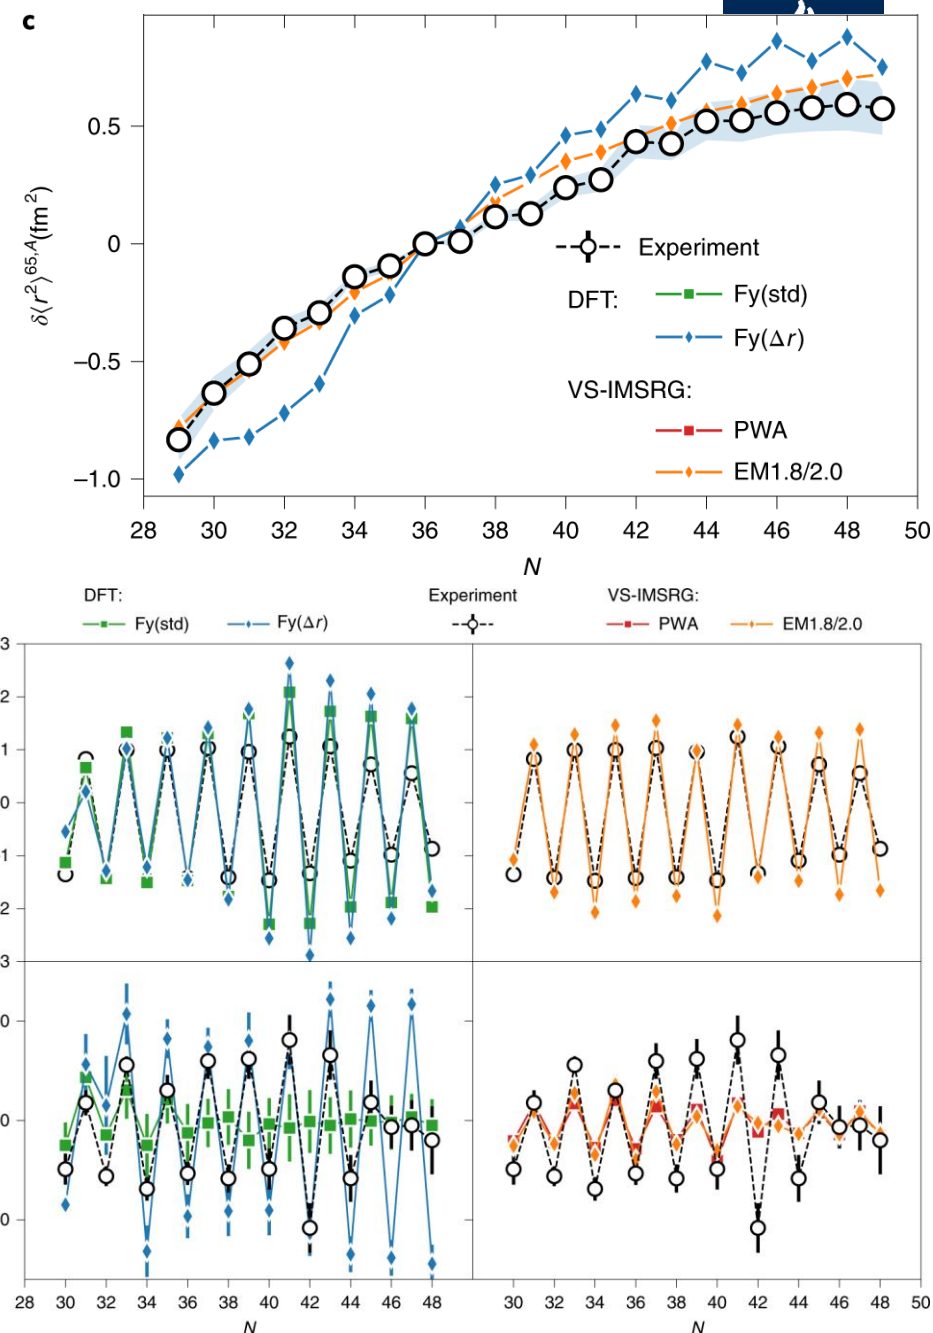 c
0.5
0
−0.5
−1.0
δ⟨r²⟩⁶⁵,ᴬ(fm²)
Experiment
DFT:
Fy(std)
Fy(Δr)
VS-IMSRG:
PWA
EM1.8/2.0
28 30 32 34 36 38 40 42 44 46 48 50
N
DFT: Experiment VS-IMSRG:
Fy(std) Fy(Δr) PWA EM1.8/2.0
3
2
1
0
1
2
3
0
0
0
30 32 34 36 38 40 42 44 46 48 30 32 34 36 38 40 42 44 46 48
N N